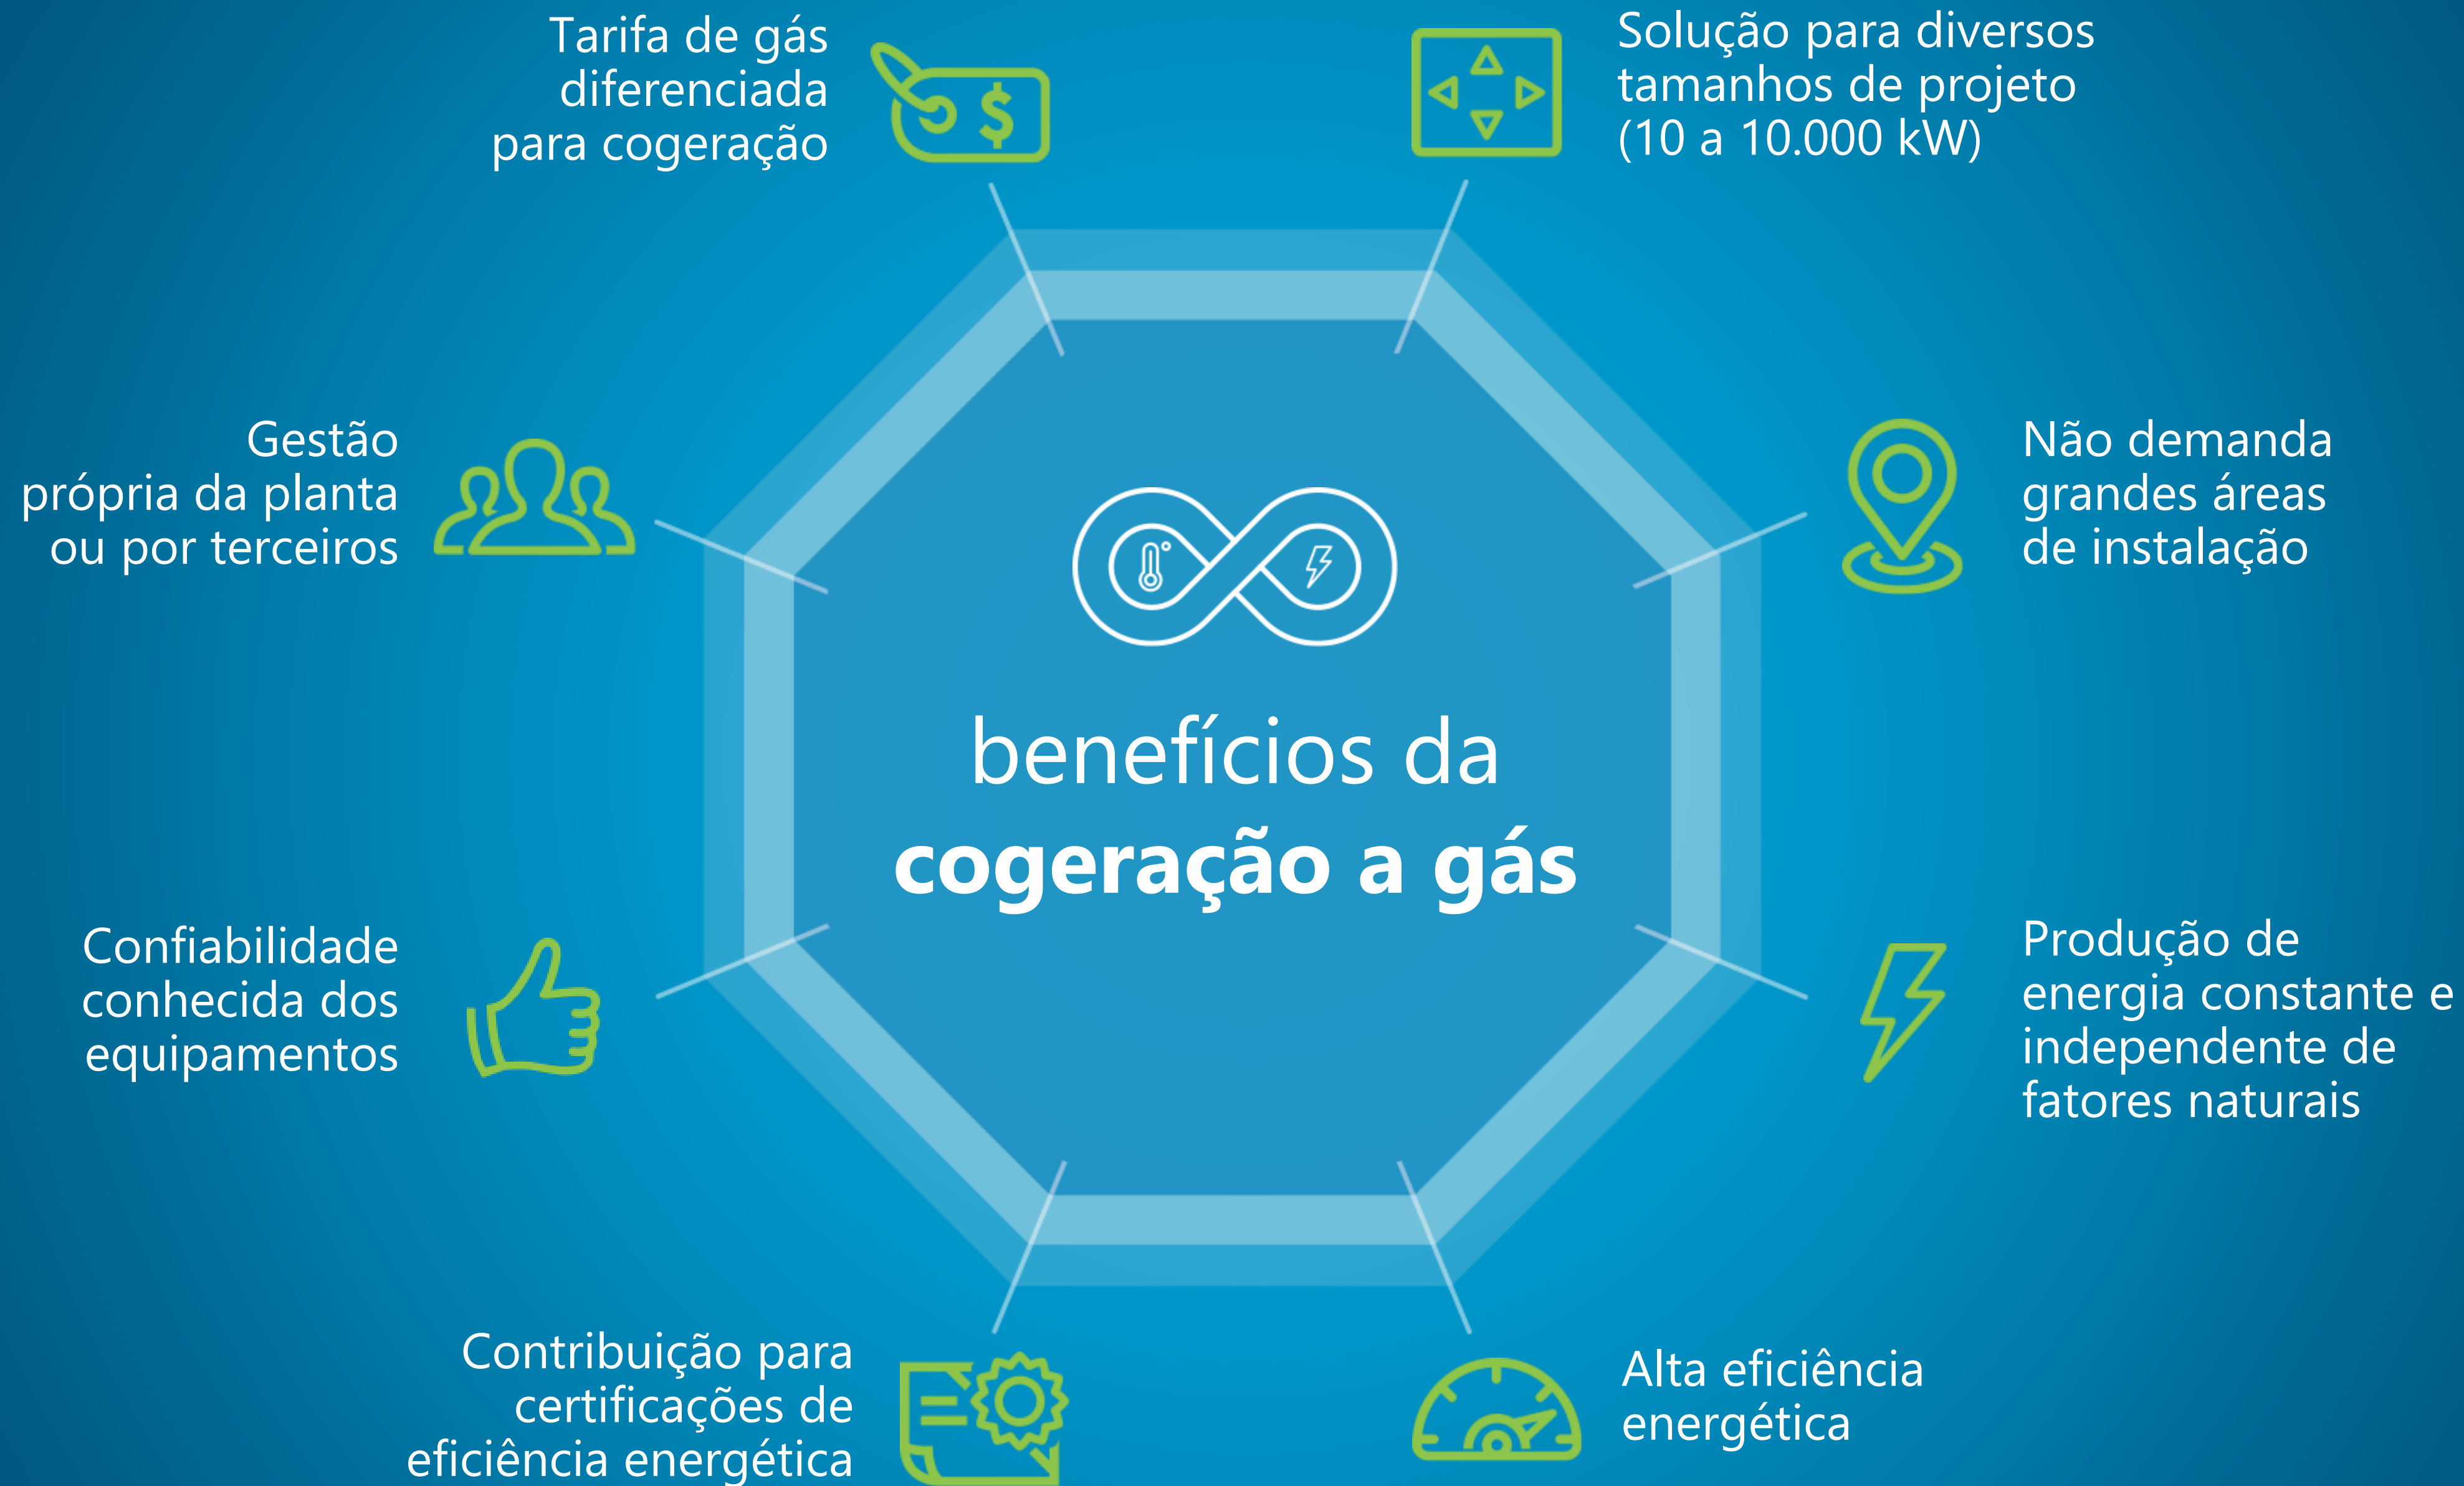 Tarifa de gás
diferenciada
para cogeração
$
Solução para diversos
tamanhos de projeto
(10 a 10.000 kW)
Gestão
própria da planta
ou por terceiros
Não demanda
grandes áreas
de instalação
benefícios da
cogeração a gás
Confiabilidade
conhecida dos
equipamentos
Produção de
energia constante e
independente de
fatores naturais
Contribuição para
certificações de
eficiência energética
Alta eficiência
energética